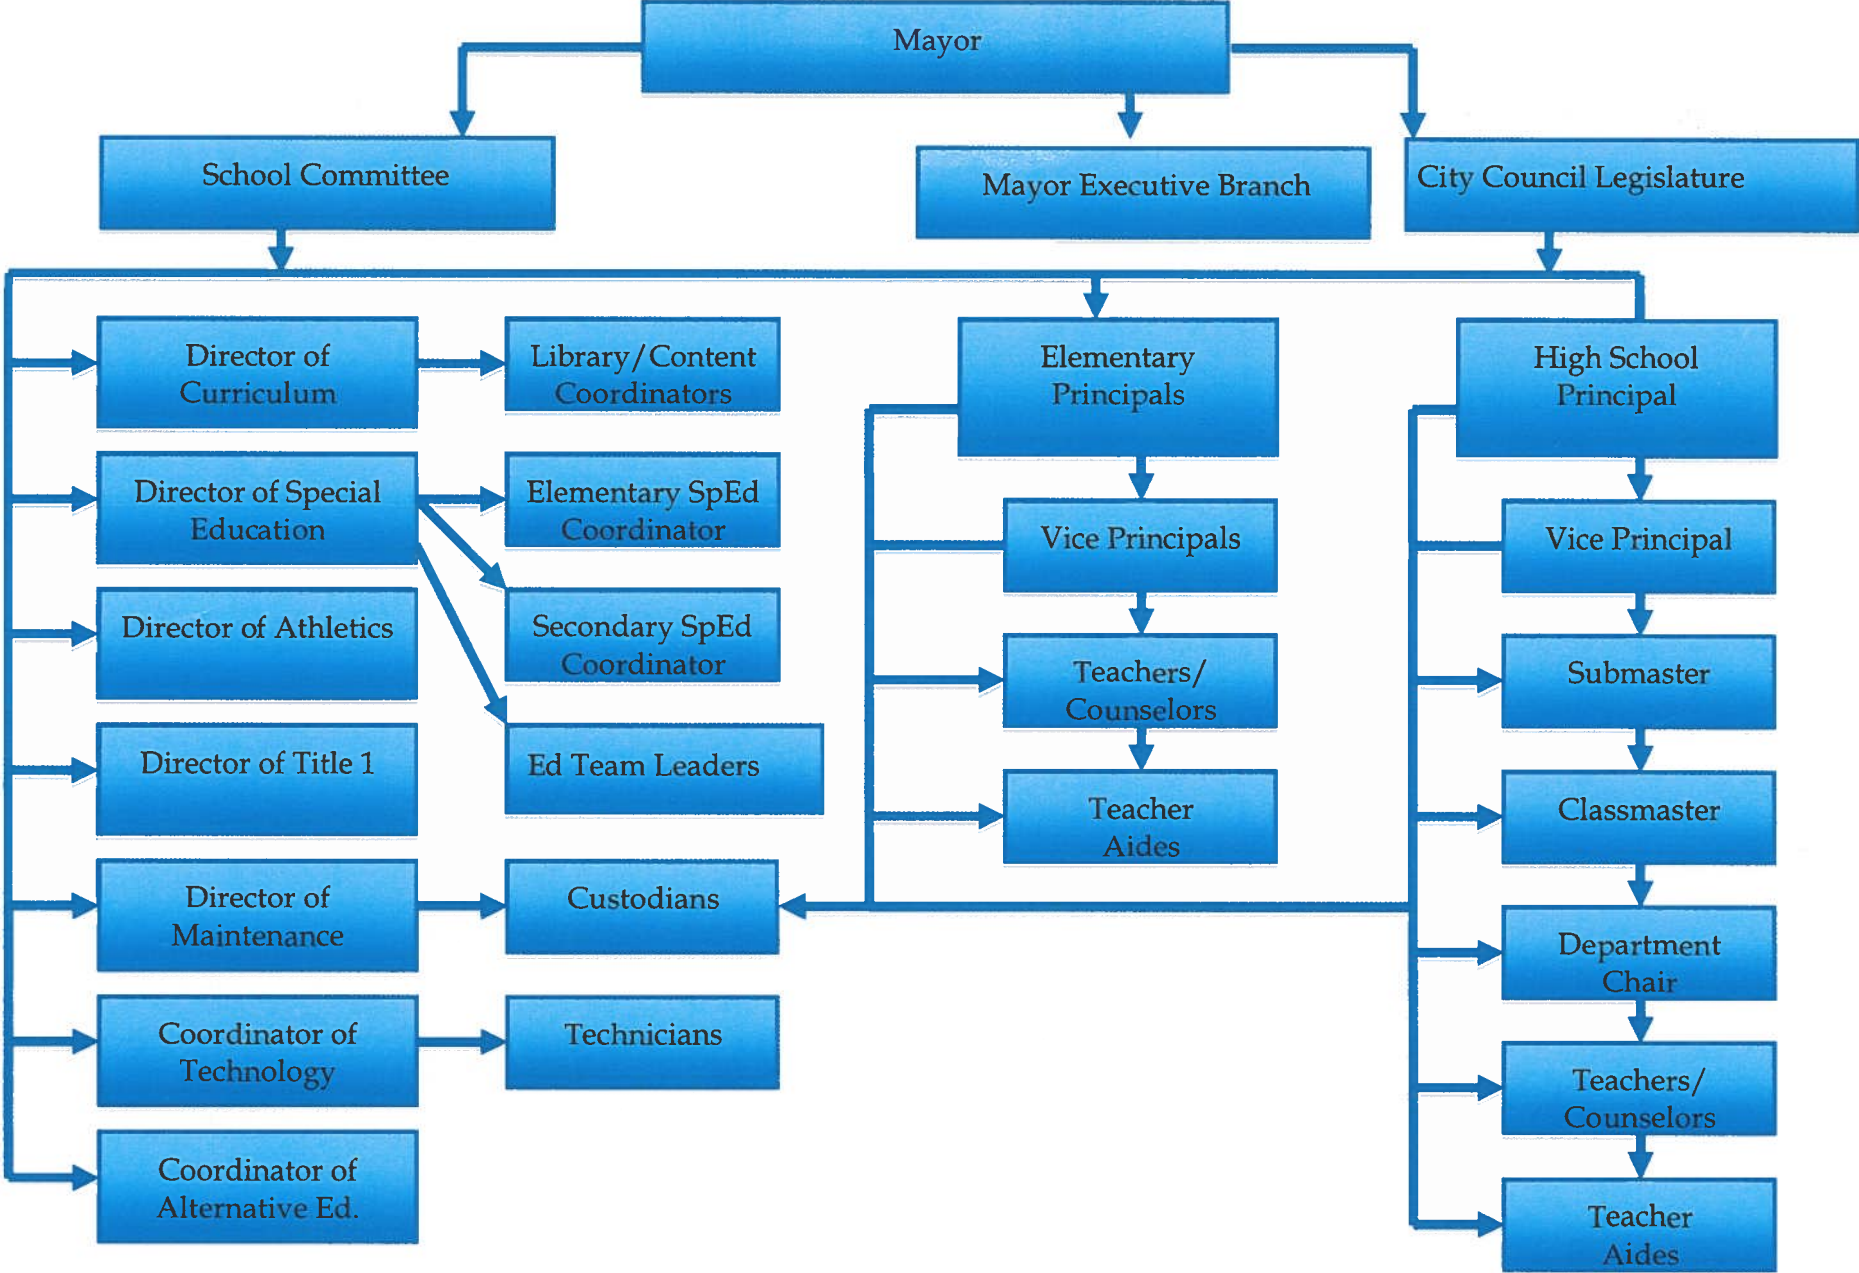 Mayor
School Committee
Mayor Executive Branch
City Council Legislature
Director of
Curriculum
Library/Content
Coordinators
Elementary
Principals
High School
Principal
Director of Special
Education
Elementary SpEd
Coordinator
Vice Principals
Vice Principal
Director of Athletics
Secondary SpEd
Coordinator
Teachers/
Counselors
Submaster
Director of Title 1
Ed Team Leaders
Teacher
Aides
Classmaster
Director of
Maintenance
Custodians
Department
Chair
Coordinator of
Technology
Technicians
Teachers/
Counselors
Coordinator of
Alternative Ed.
Teacher
Aides